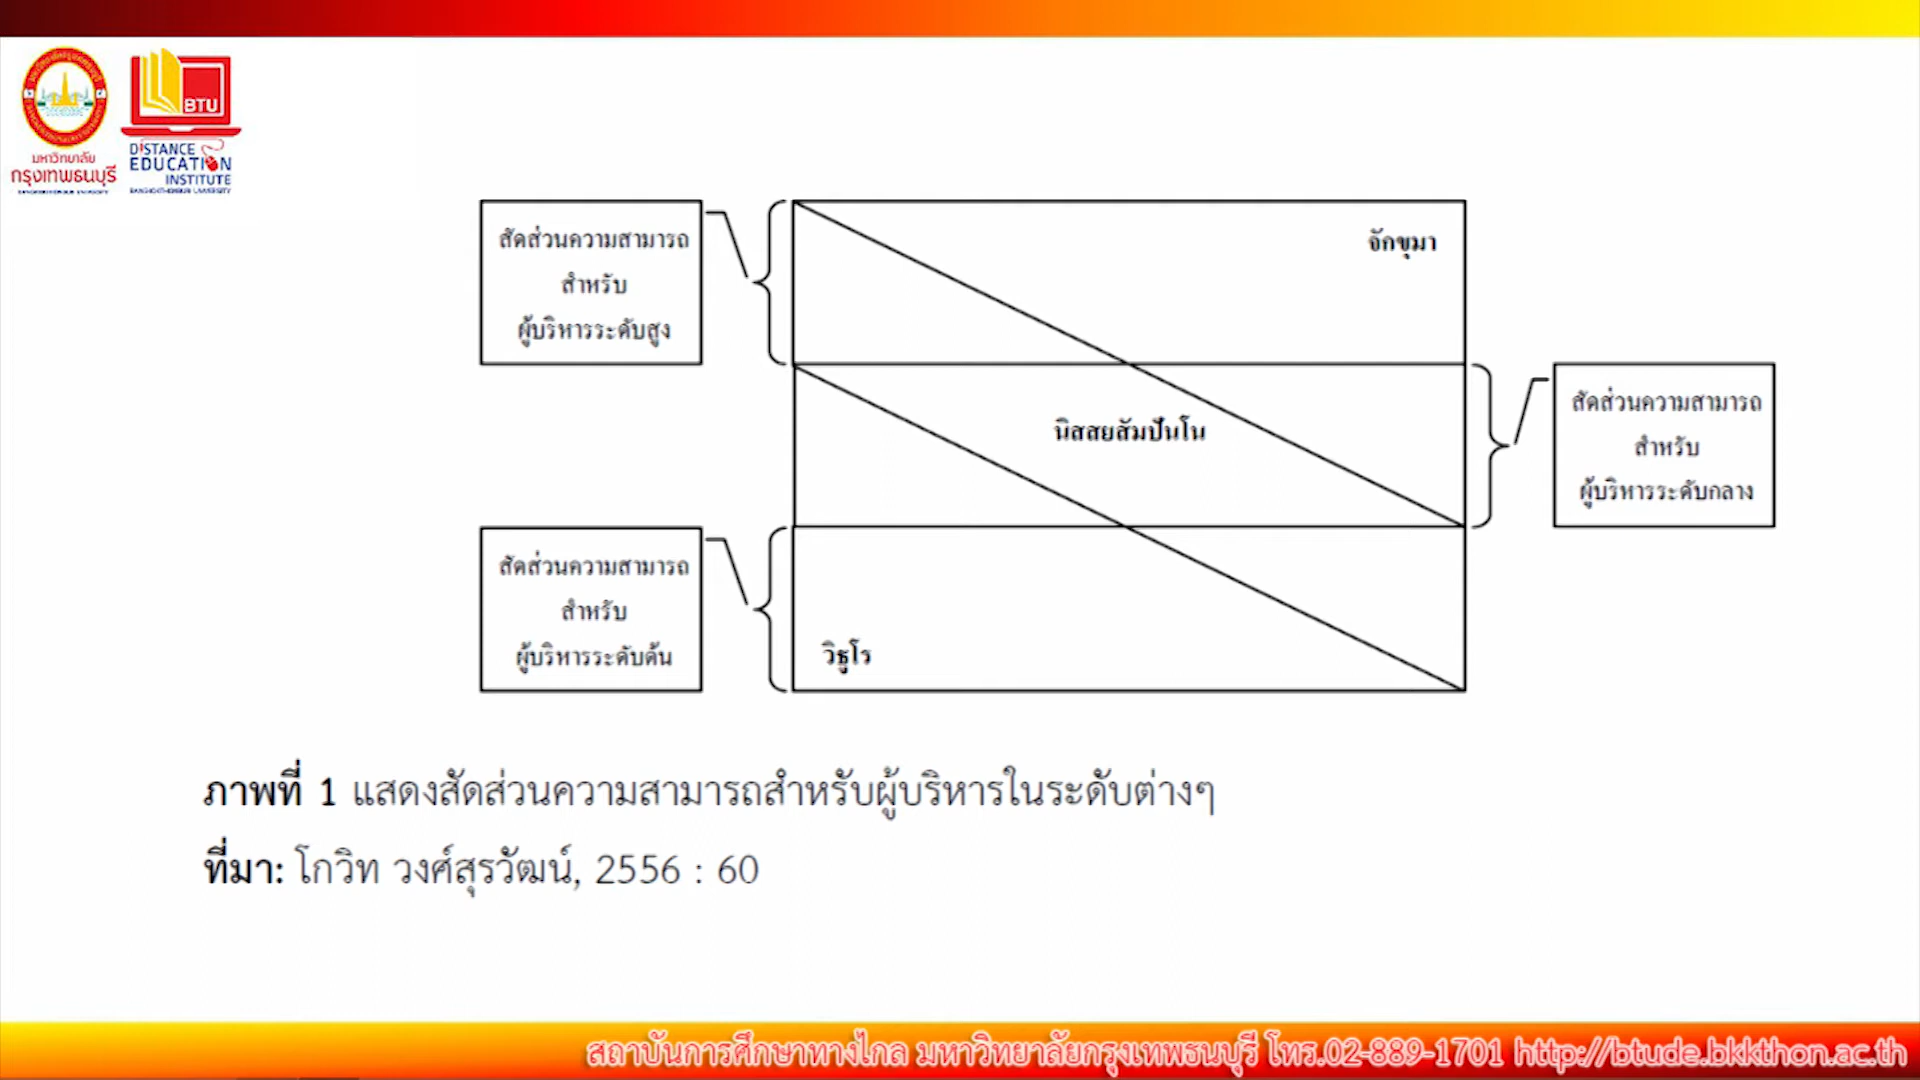 มหาวิทยาลัย
กรุงเทพธนบุรี
BTU
DISTANCE
EDUCATION
INSTITUTE
BANGKOKTHONBURI UNIVERSITY
สัดส่วนความสามารถ
สำหรับ
ผู้บริหารระดับสูง
จักขุมา
นิสสยสัมปันโน
สัดส่วนความสามารถ
สำหรับ
ผู้บริหารระดับกลาง
สัดส่วนความสามารถ
สำหรับ
ผู้บริหารระดับต้น
วิธูโร
ภาพที่ 1 แสดงสัดส่วนความสามารถสำหรับผู้บริหารในระดับต่างๆ
ที่มา: โกวิท วงศ์สุรวัฒน์, 2556 : 60
สถาบันการศึกษาทางไกล มหาวิทยาลัยกรุงเทพธนบุรี โทร.02-889-1701 http://btude.bkkthon.ac.th